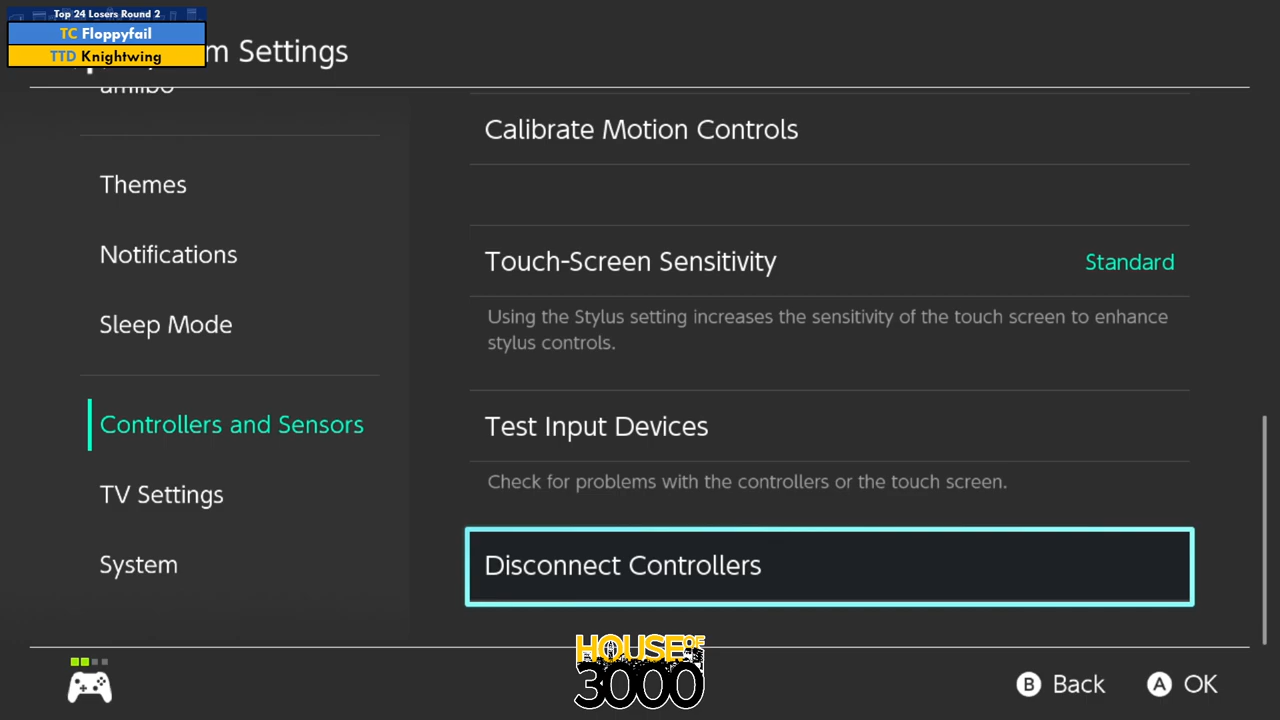 Top 24 Losers Round 2
TC Floppyfail
TTD Knightwing
m Settings
amiibo
Themes
Notifications
Sleep Mode
Controllers and Sensors
TV Settings
System
Calibrate Motion Controls
Touch-Screen Sensitivity Standard
Using the Stylus setting increases the sensitivity of the touch screen to enhance
stylus controls.
Test Input Devices
Check for problems with the controllers or the touch screen.
Disconnect Controllers
HOUSE OF
3000
B Back A OK